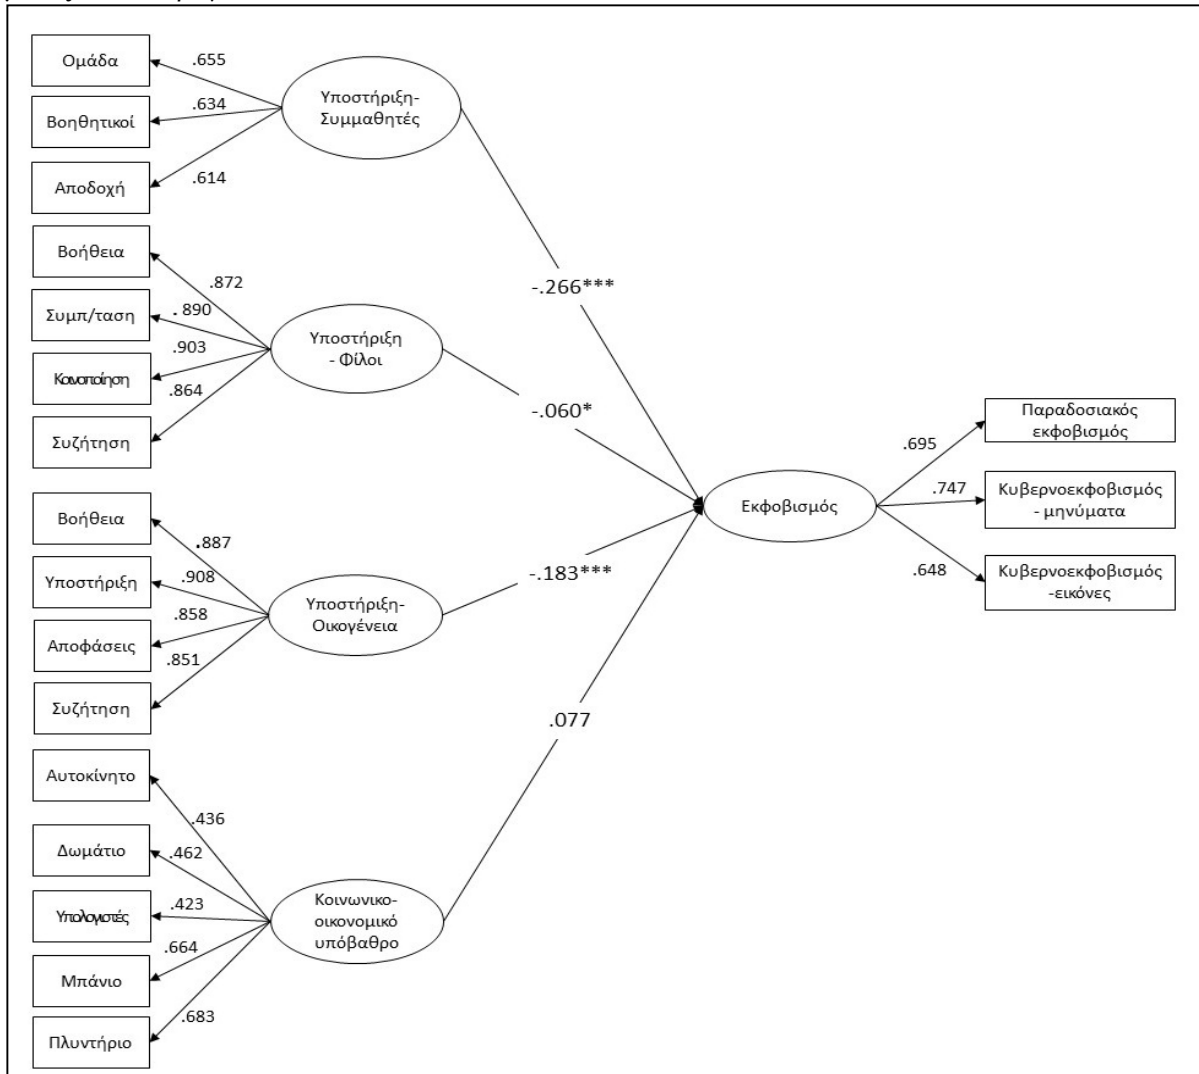 Ομάδα
.655
Βοηθητικοί
.634
Αποδοχή
.614
Υποστήριξη-
Συμμαθητές
-.266***
Βοήθεια
.872
Συμπ/ταση
.890
Κοινοποίηση
.903
Συζήτηση
.864
Υποστήριξη
- Φίλοι
-.060*
Βοήθεια
.887
Υποστήριξη
.908
Αποφάσεις
.858
Συζήτηση
.851
Υποστήριξη-
Οικογένεια
-.183***
Αυτοκίνητο
.436
Δωμάτιο
.462
Υπολογιστές
.423
Μπάνιο
.664
Πλυντήριο
.683
Κοινωνικο-
οικονομικό
υπόβαθρο
.077
Εκφοβισμός
.695
Παραδοσιακός
εκφοβισμός
.747
Κυβερνοεκφοβισμός
- μηνύματα
.648
Κυβερνοεκφοβισμός
-εικόνες